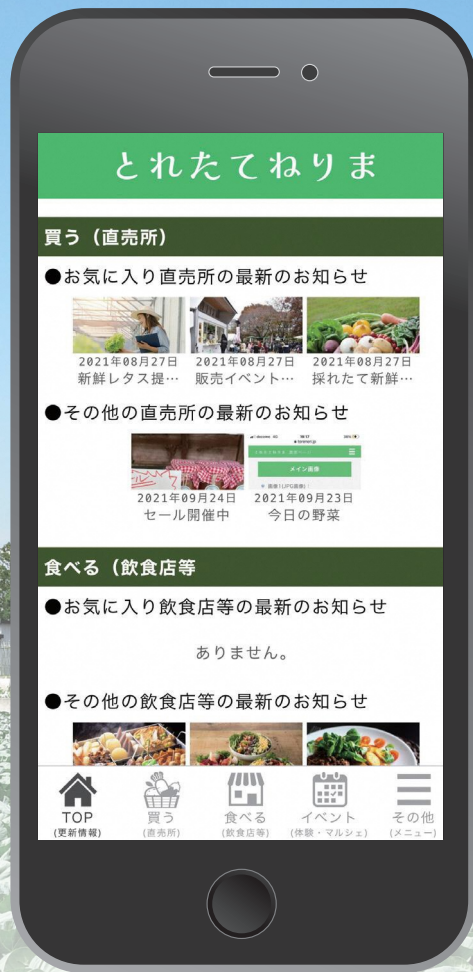 とれたてねりま
買う（直売所）
●お気に入り直売所の最新のお知らせ
2021年08月27日
新鮮レタス提…
2021年08月27日
販売イベント…
2021年08月27日
採れたて新鮮…
●その他の直売所の最新のお知らせ
メイン画像
2021年09月24日
セール開催中
2021年09月23日
今日の野菜
食べる（飲食店等
●お気に入り飲食店等の最新のお知らせ
ありません。
●その他の飲食店等の最新のお知らせ
TOP
(更新情報)
買う
(直売所)
食べる
(飲食店等)
イベント
(体験・マルシェ)
その他
(メニュー)